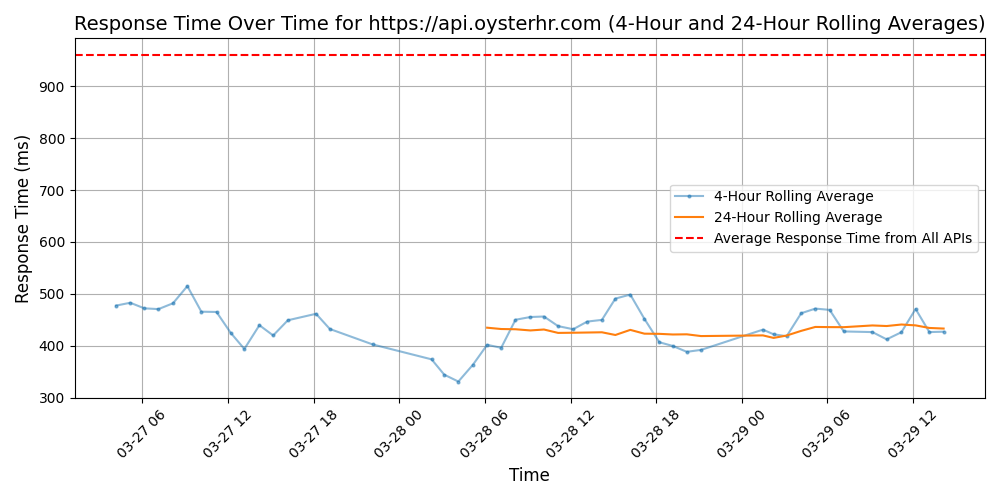 Response Time Over Time for https://api.oysterhr.com (4-Hour and 24-Hour Rolling Averages)
Response Time (ms)
900
800
700
600
500
400
300
4-Hour Rolling Average
24-Hour Rolling Average
Average Response Time from All APIs
03-27 06
03-27 12
03-27 18
03-28 00
03-28 06
03-28 12
03-28 18
03-29 00
03-29 06
03-29 12
Time